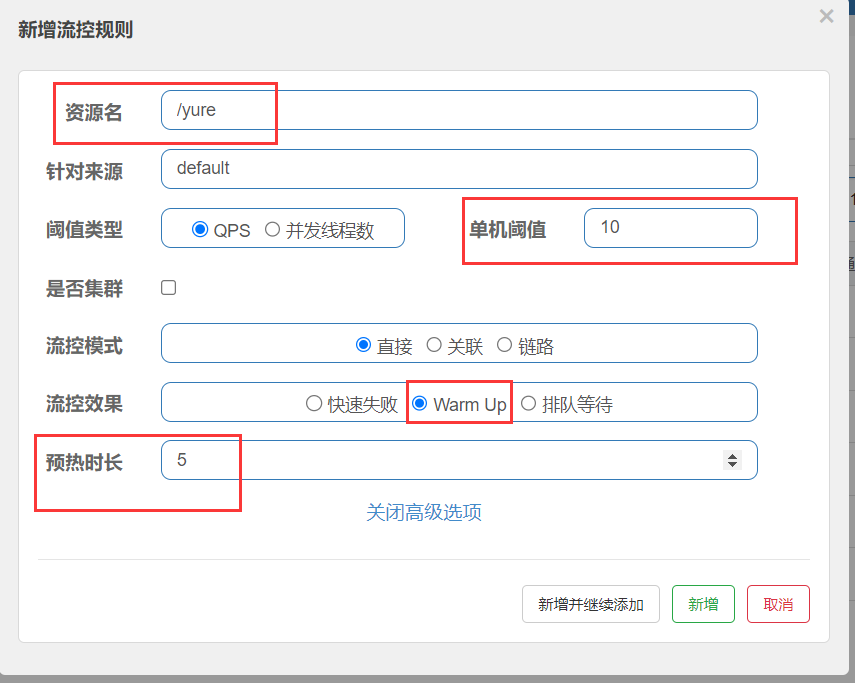 新增流控规则
×
资源名 /yure
针对来源 default
阈值类型 QPS 并发线程数 单机阈值 10
是否集群
流控模式 直接 关联 链路
流控效果 快速失败 Warm Up 排队等待
预热时长 5
关闭高级选项
新增并继续添加 新增 取消